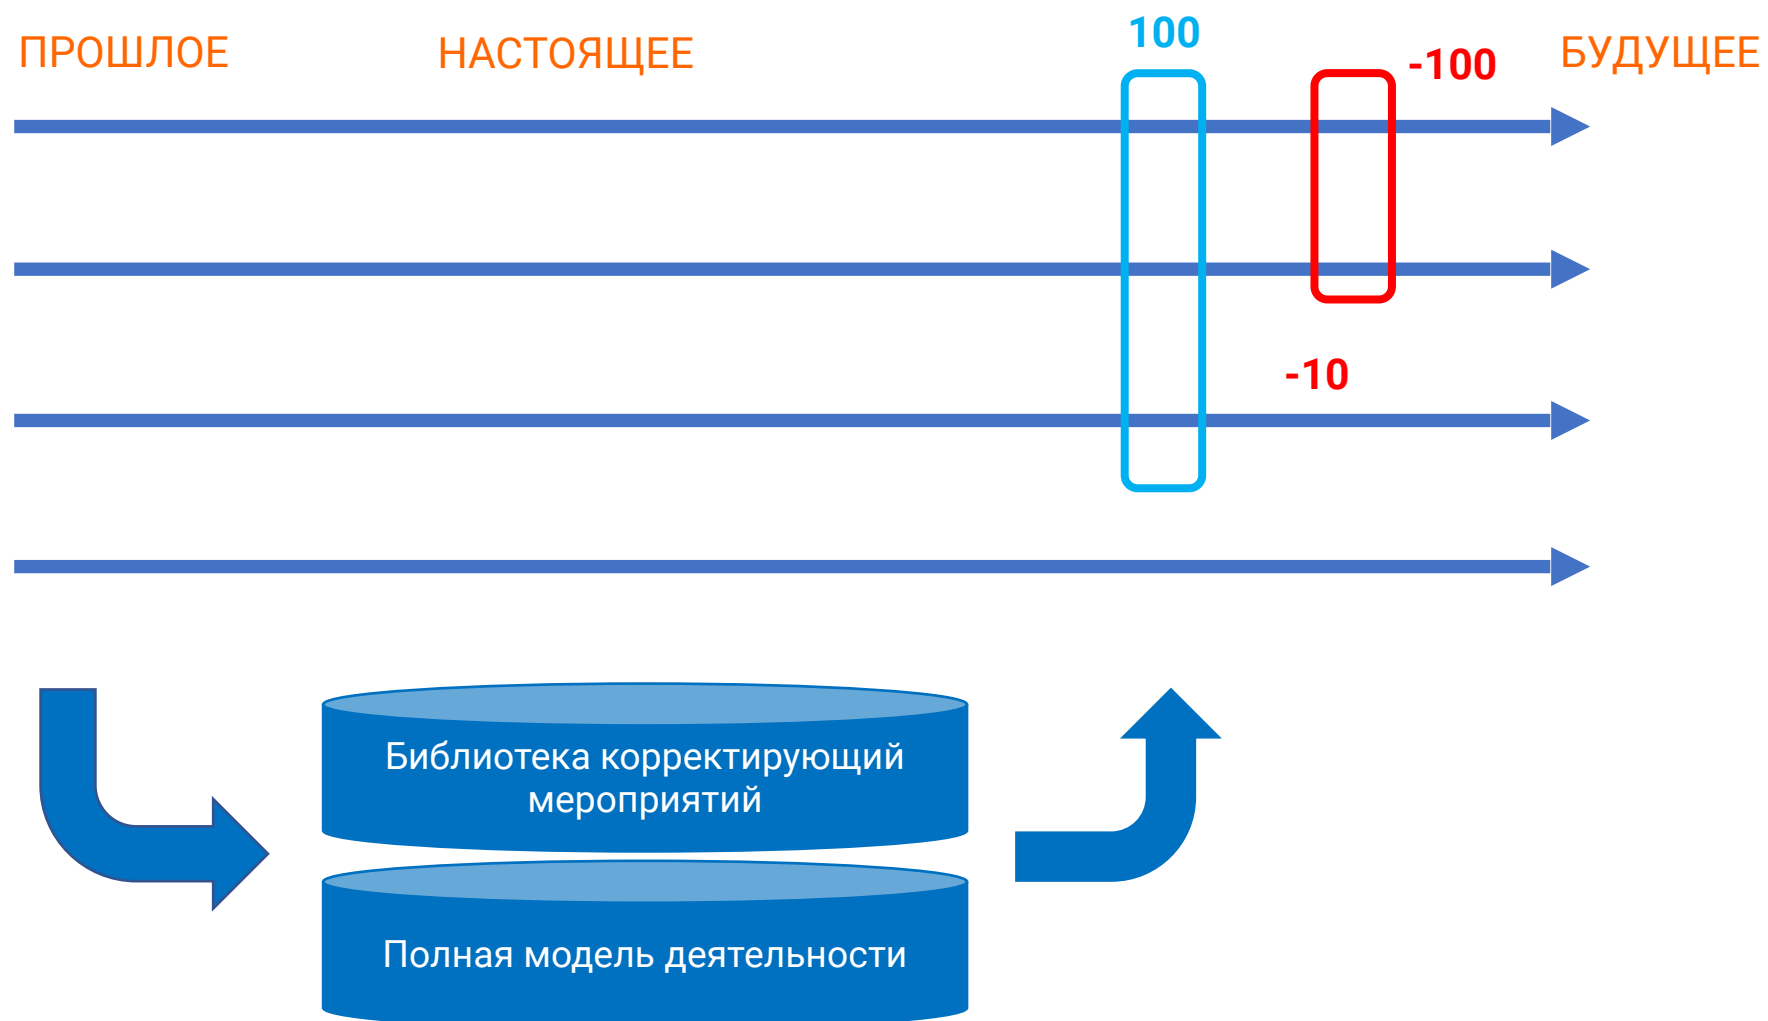 ПРОШЛОЕ
НАСТОЯЩЕЕ
100
-100
БУДУЩЕЕ
-10
Библиотека корректирующий
мероприятий
Полная модель деятельности